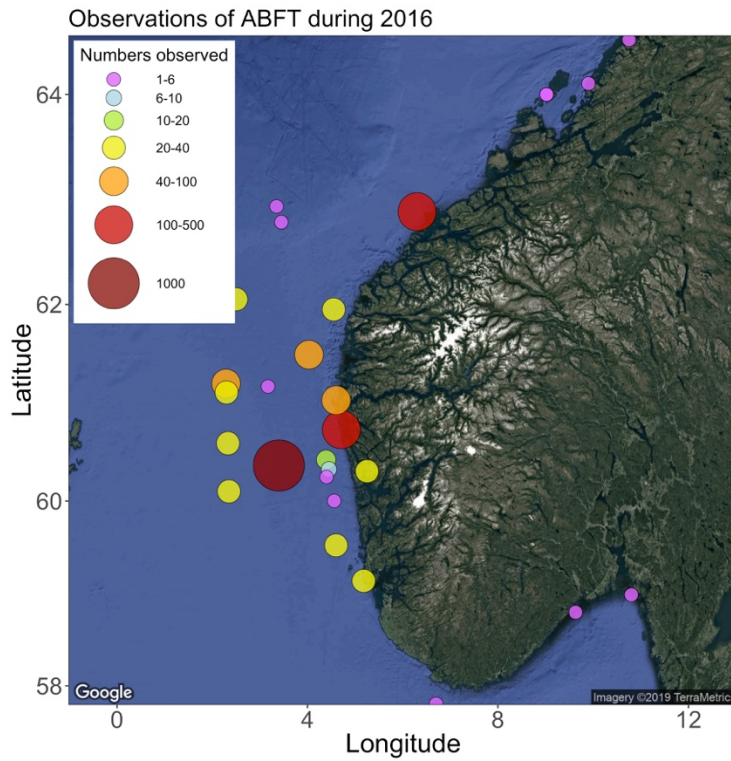 Observations of ABFT during 2016
Numbers observed
1-6
6-10
10-20
20-40
40-100
100-500
1000
64
62
60
58
Latitude
Google
Imagery ©2019 TerraMetrics
0
4
8
12
Longitude